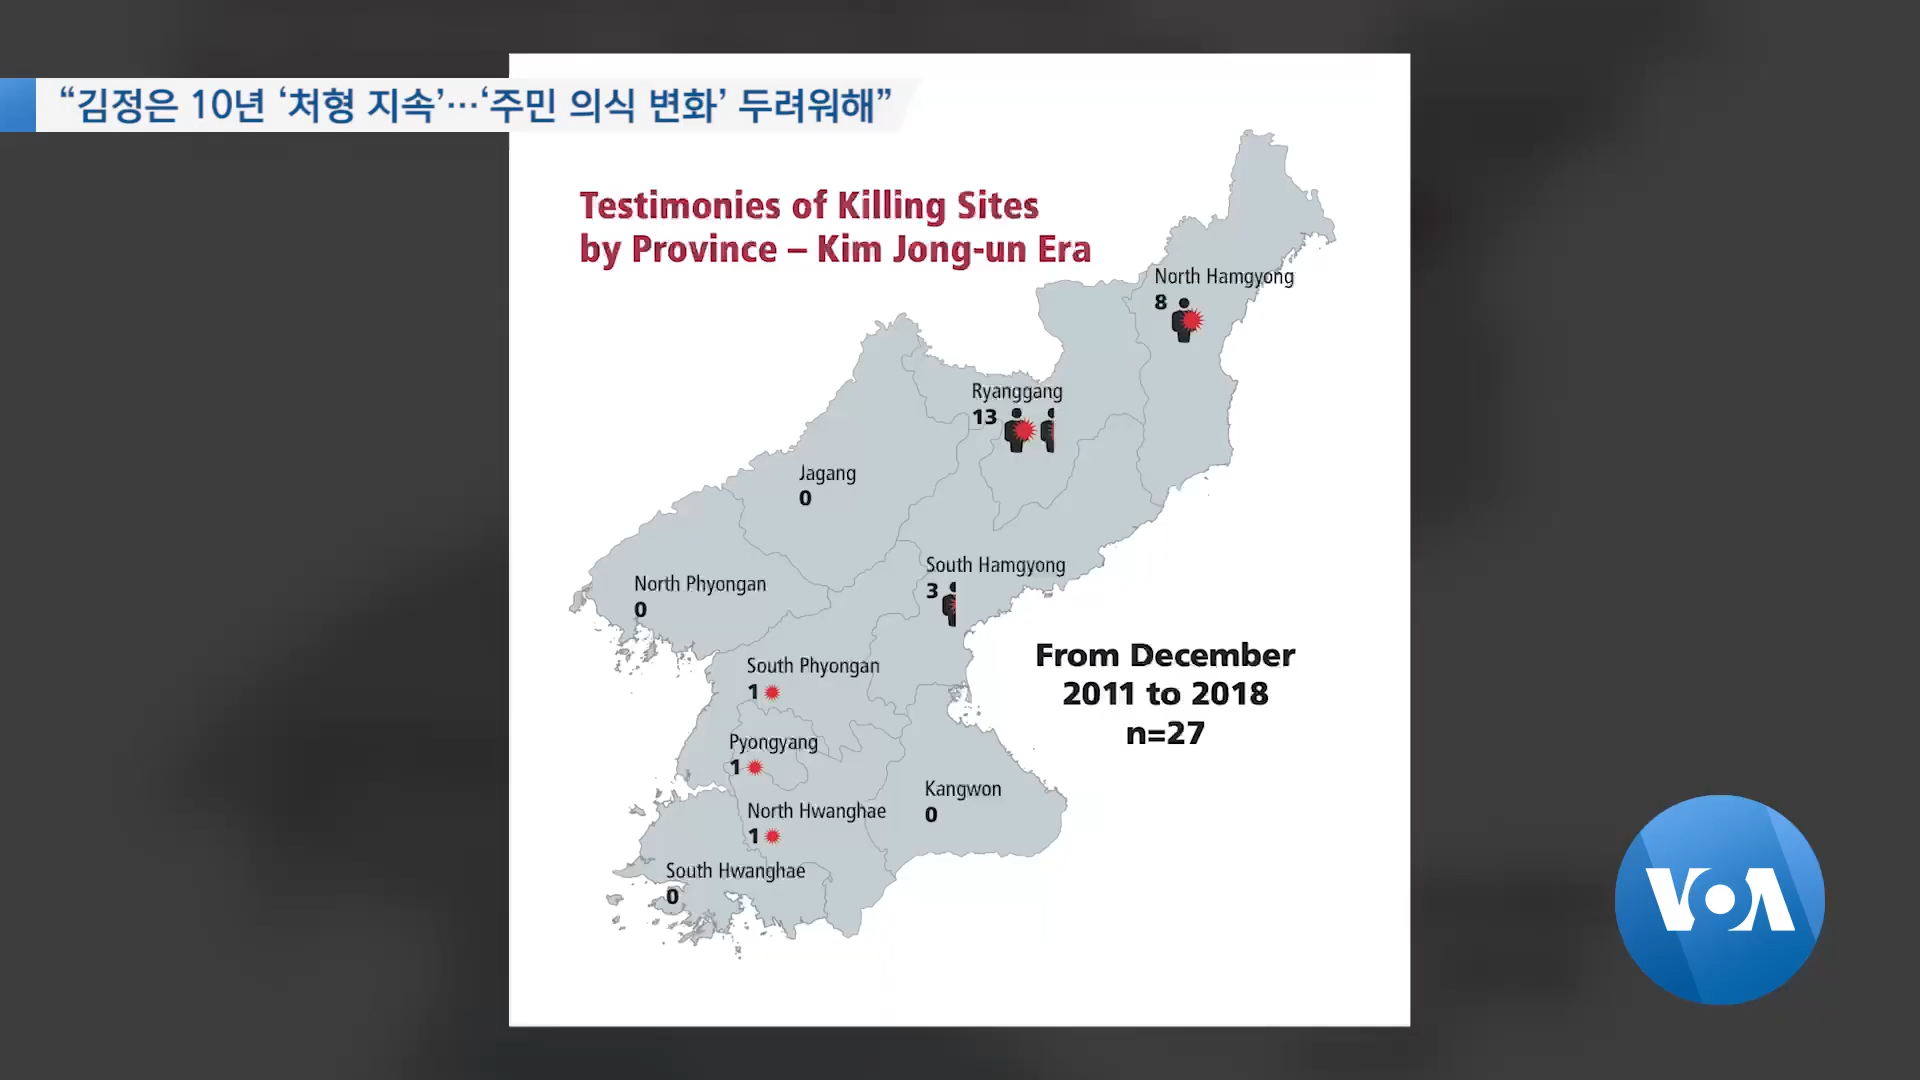 “김정은 10년 ‘처형 지속’…‘주민 의식 변화’ 두려워해”
Testimonies of Killing Sites
by Province – Kim Jong-un Era
North Hamgyong
8
Ryanggang
13
Jagang
0
South Hamgyong
3
North Phyongan
0
From December
2011 to 2018
n=27
South Phyongan
1
Pyongyang
1
Kangwon
0
North Hwanghae
1
South Hwanghae
0
VOA